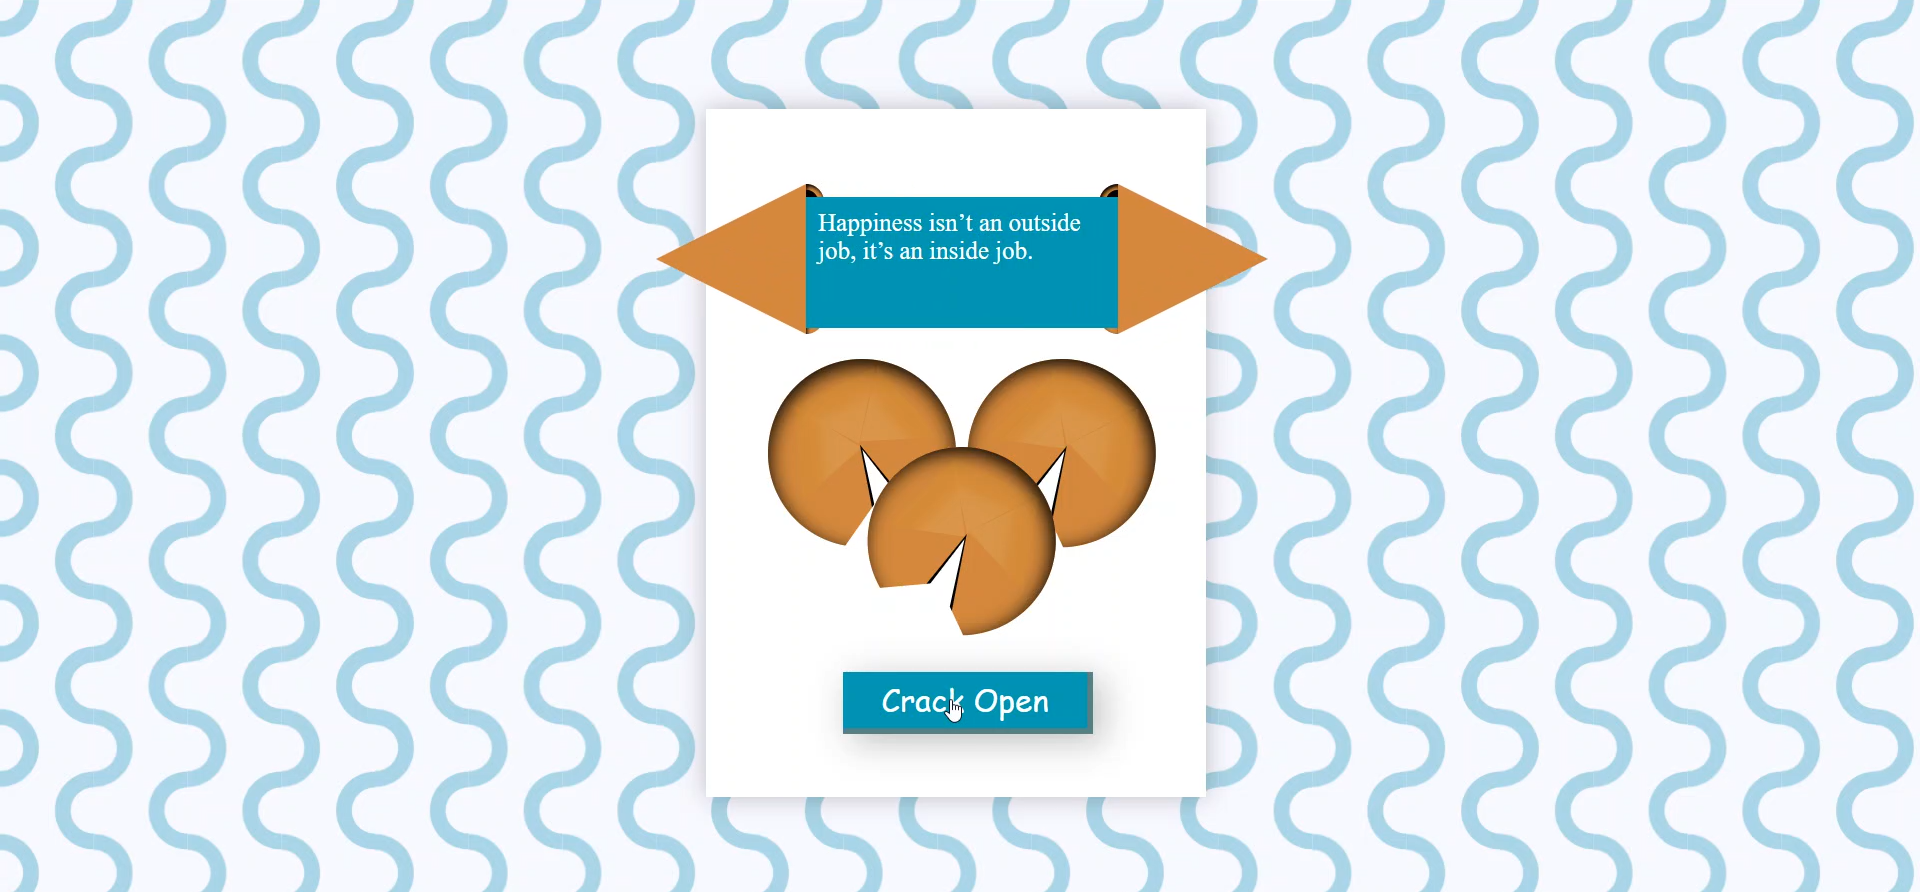 Happiness isn’t an outside
job, it’s an inside job.
Crack Open